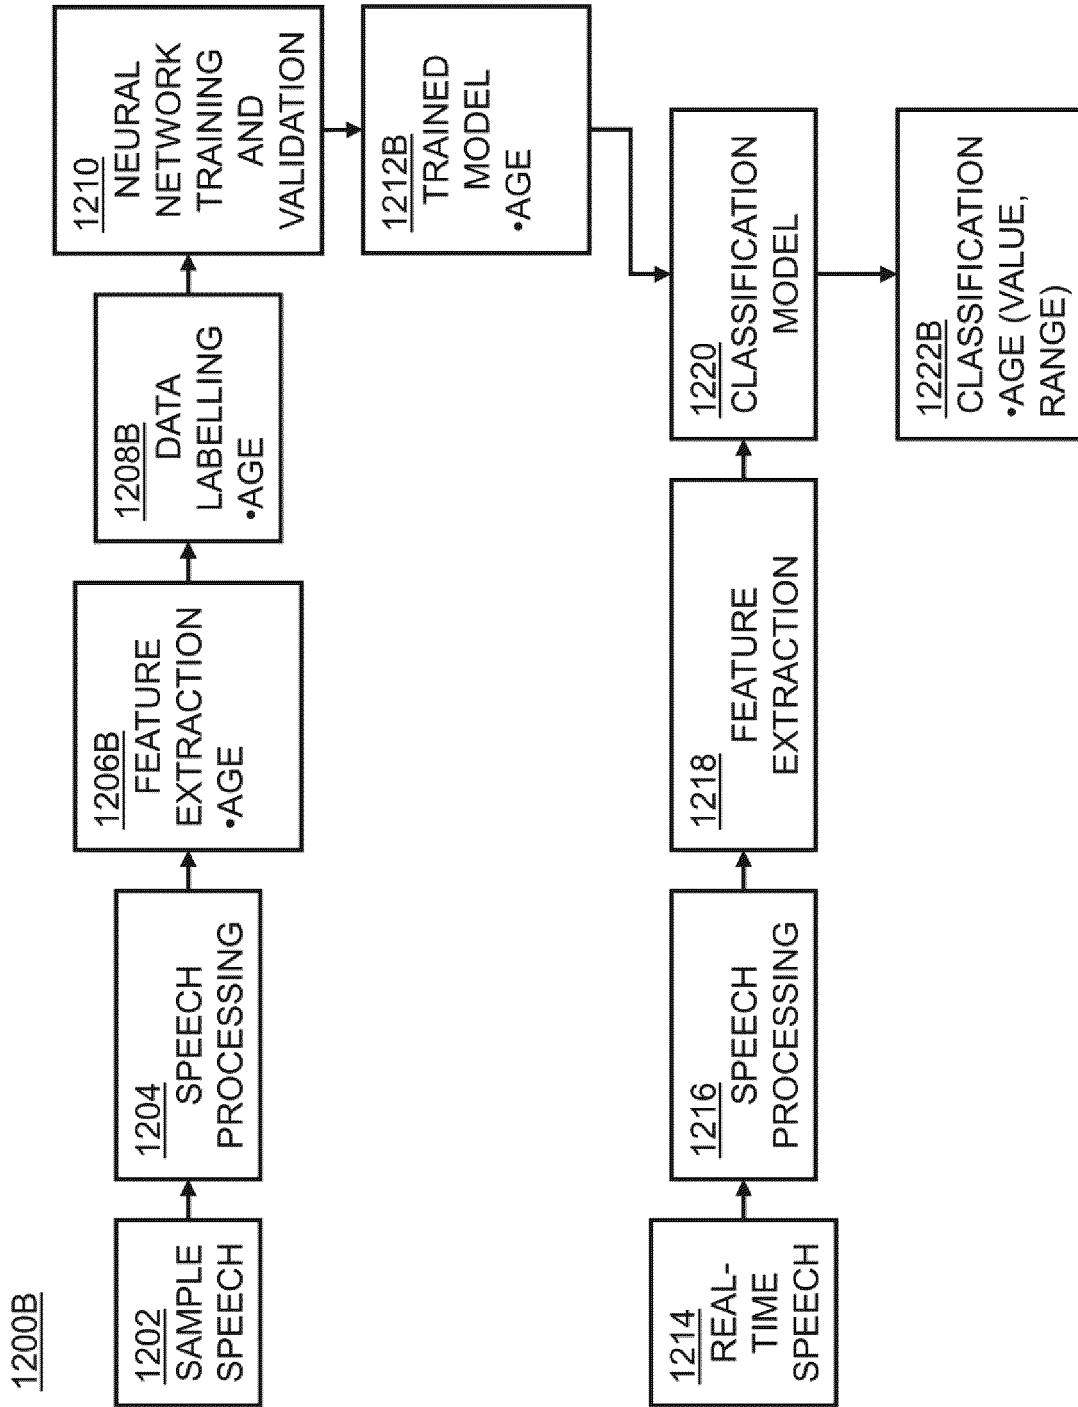 1200B
1202
SAMPLE
SPEECH
1204
SPEECH
PROCESSING
1206B
FEATURE
EXTRACTION
•AGE
1208B
DATA
LABELLING
•AGE
1210
NEURAL
NETWORK
TRAINING
AND
VALIDATION
1212B
TRAINED
MODEL
•AGE
1214
REAL-
TIME
SPEECH
1216
SPEECH
PROCESSING
1218
FEATURE
EXTRACTION
1220
CLASSIFICATION
MODEL
1222B
CLASSIFICATION
•AGE (VALUE,
RANGE)